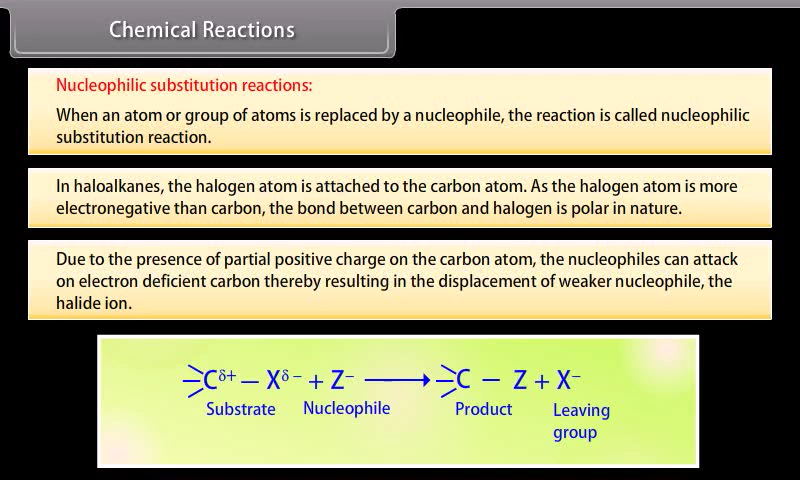 Chemical Reactions
Nucleophilic substitution reactions:
When an atom or group of atoms is replaced by a nucleophile, the reaction is called nucleophilic
substitution reaction.
In haloalkanes, the halogen atom is attached to the carbon atom. As the halogen atom is more
electronegative than carbon, the bond between carbon and halogen is polar in nature.
Due to the presence of partial positive charge on the carbon atom, the nucleophiles can attack
on electron deficient carbon thereby resulting in the displacement of weaker nucleophile, the
halide ion.
Cδ+ – Xδ– + Z– ⟶ C – Z + X–
Substrate Nucleophile Product Leaving
group